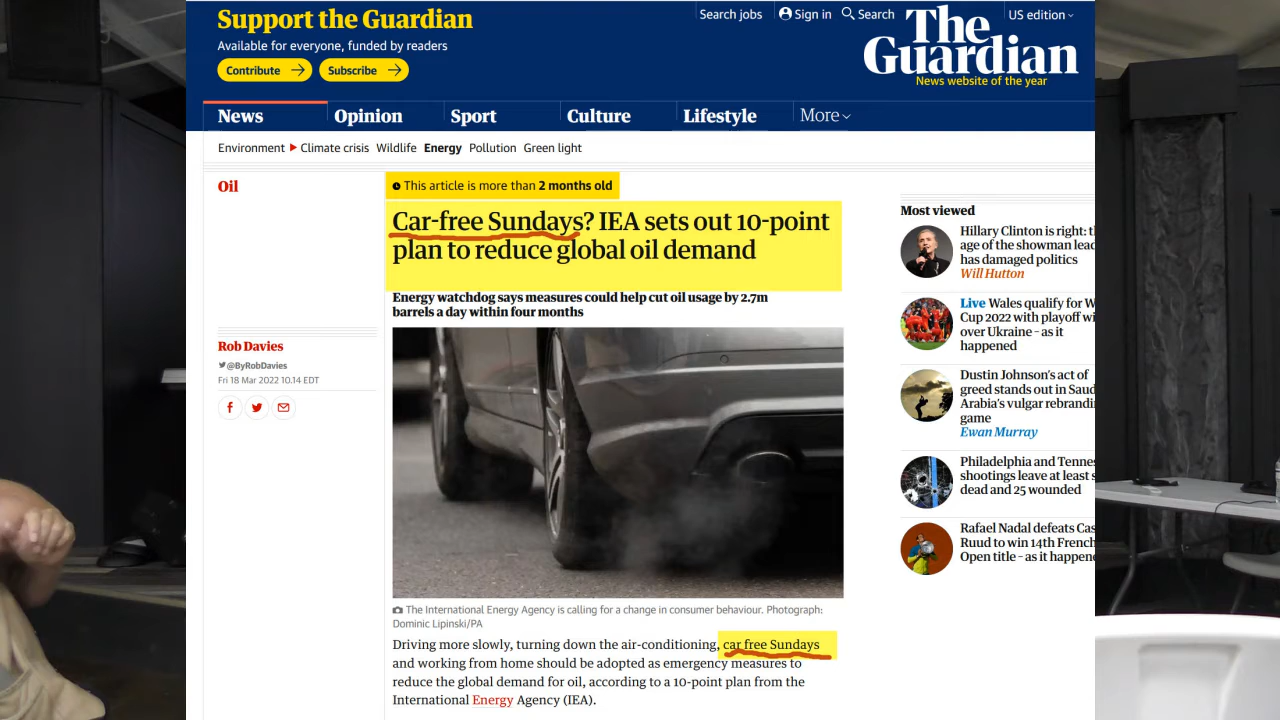 Support the Guardian
Available for everyone, funded by readers
Contribute
Subscribe
Search jobs
Sign in
Search
US edition
The
Guardian
News website of the year
News
Opinion
Sport
Culture
Lifestyle
More
Environment
Climate crisis
Wildlife
Energy
Pollution
Green light
Oil
This article is more than 2 months old
Car-free Sundays? IEA sets out 10-point
plan to reduce global oil demand
Energy watchdog says measures could help cut oil usage by 2.7m
barrels a day within four months
Rob Davies
@ByRobDavies
Fri 18 Mar 2022 10.14 EDT
The International Energy Agency is calling for a change in consumer behaviour. Photograph:
Dominic Lipinski/PA
Driving more slowly, turning down the air-conditioning, car free Sundays
and working from home should be adopted as emergency measures to
reduce the global demand for oil, according to a 10-point plan from the
International Energy Agency (IEA).
Most viewed
Hillary Clinton is right:
age of the showman
has damaged politics
Will Hutton
Live Wales qualify for
Cup 2022 with playoff
over Ukraine – as it
happened
Dustin Johnson's act of
greed stands out in
Arabia's vulgar
game
Ewan Murray
Philadelphia and
shootings leave at least
dead and 25 wounded
Rafael Nadal defeats
Ruud to win 14th French
Open title – as it